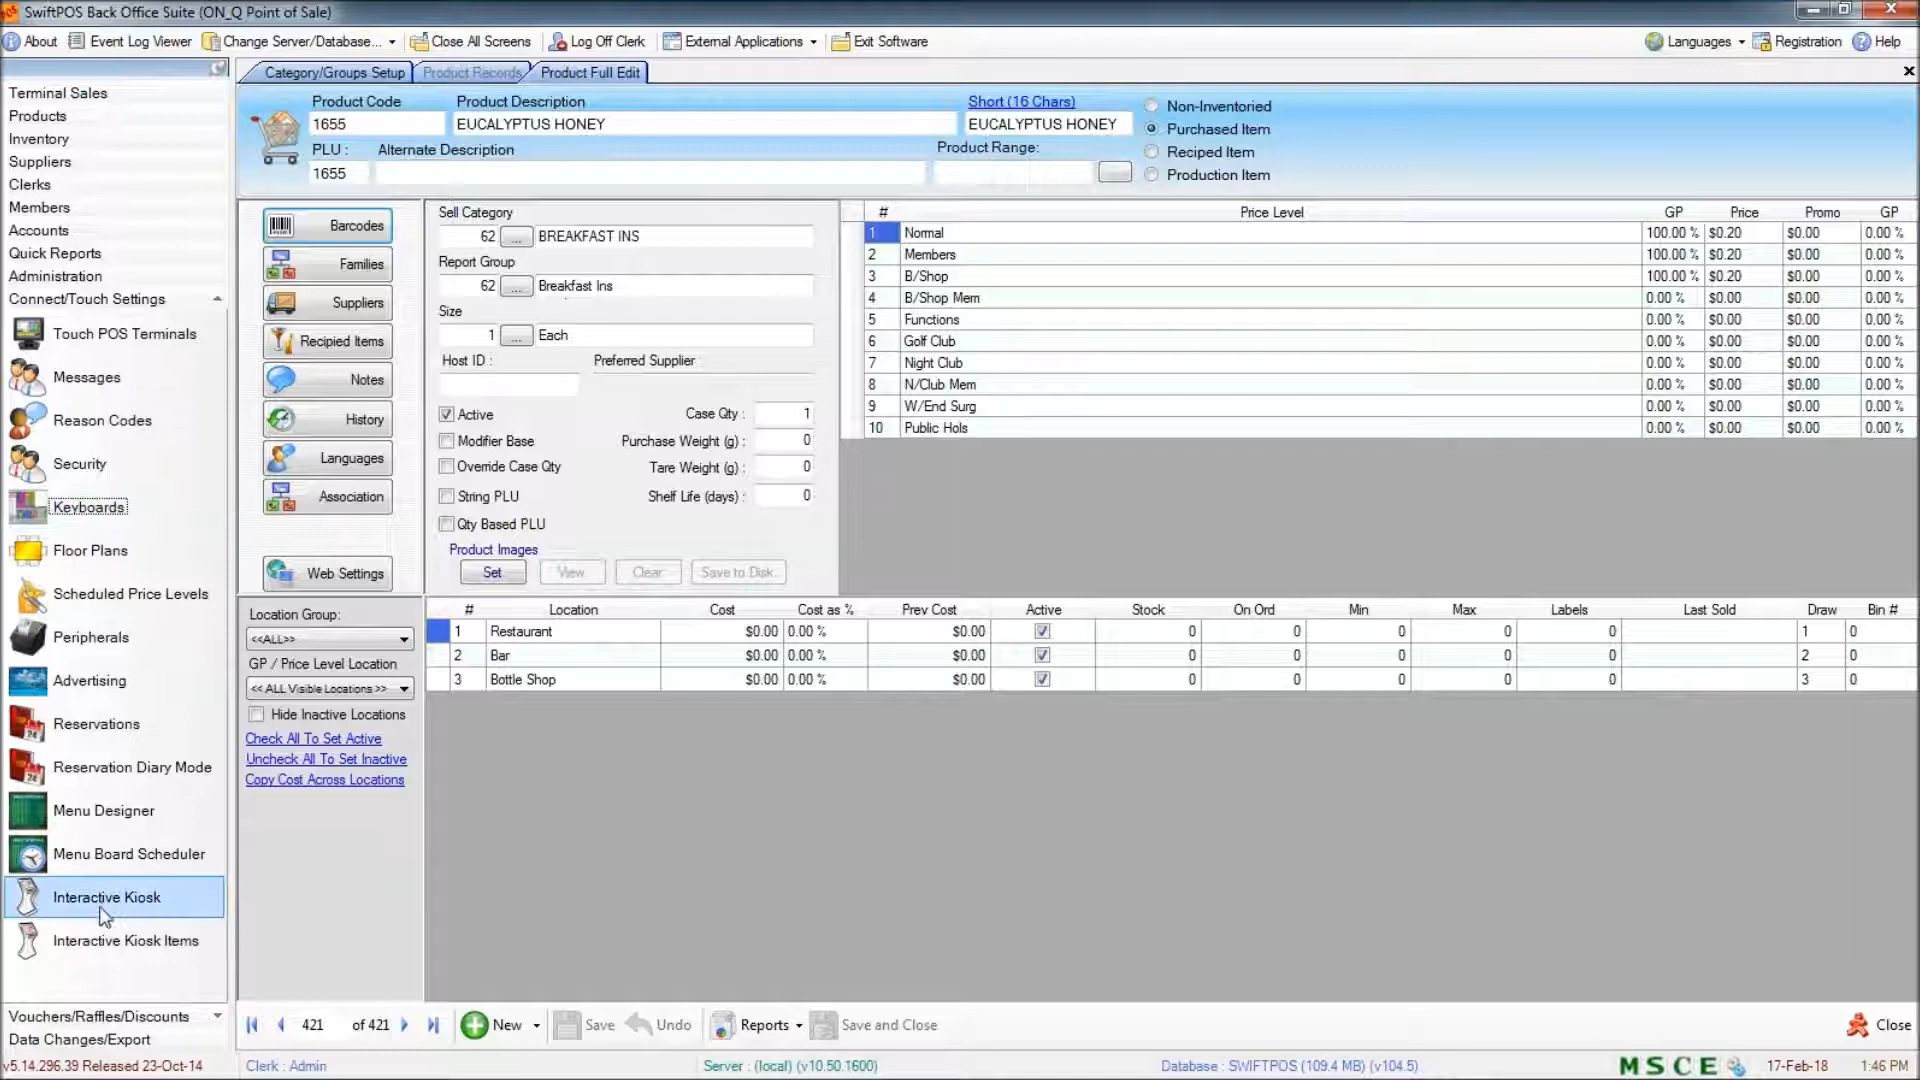 SwiftPOS Back Office Suite (ON_Q Point of Sale)
About Event Log Viewer Change Server/Database... Close All Screens Log Off Clerk External Applications Exit Software Languages Registration Help
Category/Groups Setup Product Records Product Full Edit
Terminal Sales
Products
Inventory
Suppliers
Clerks
Members
Accounts
Quick Reports
Administration
Connect/Touch Settings
Touch POS Terminals
Messages
Reason Codes
Security
Keyboards
Floor Plans
Scheduled Price Levels
Peripherals
Advertising
Reservations
Reservation Diary Mode
Menu Designer
Menu Board Scheduler
Interactive Kiosk
Interactive Kiosk Items
Vouchers/Raffles/Discounts
Data Changes/Export
Product Code Product Description Short (16 Chars)
1655 EUCALYPTUS HONEY EUCALYPTUS HONEY
PLU : Alternate Description Product Range:
1655
Non-Inventoried
Purchased Item
Reciped Item
Production Item
Barcodes
Families
Suppliers
Recipied Items
Notes
History
Languages
Association
Web Settings
Sell Category
62 ... BREAKFAST INS
Report Group
62 ... Breakfast Ins
Size
1 ... Each
Host ID : Preferred Supplier
Active Case Qty : 1
Modifier Base Purchase Weight (g) : 0
Override Case Qty Tare Weight (g) : 0
String PLU Shelf Life (days) : 0
Qty Based PLU
Product Images
Set View Clear Save to Disk
# Price Level GP Price Promo GP
1 Normal 100.00 % $0.20 $0.00 0.00 %
2 Members 100.00 % $0.20 $0.00 0.00 %
3 B/Shop 100.00 % $0.20 $0.00 0.00 %
4 B/Shop Mem 0.00 % $0.00 $0.00 0.00 %
5 Functions 0.00 % $0.00 $0.00 0.00 %
6 Golf Club 0.00 % $0.00 $0.00 0.00 %
7 Night Club 0.00 % $0.00 $0.00 0.00 %
8 N/Club Mem 0.00 % $0.00 $0.00 0.00 %
9 W/End Surg 0.00 % $0.00 $0.00 0.00 %
10 Public Hols 0.00 % $0.00 $0.00 0.00 %
Location Group:
<<ALL>>
GP / Price Level Location
<< ALL Visible Locations >>
Hide Inactive Locations
Check All To Set Active
Uncheck All To Set Inactive
Copy Cost Across Locations
# Location Cost Cost as % Prev Cost Active Stock On Ord Min Max Labels Last Sold Draw Bin #
1 Restaurant $0.00 0.00 % $0.00 0 0 0 0 0 1 0
2 Bar $0.00 0.00 % $0.00 0 0 0 0 0 2 0
3 Bottle Shop $0.00 0.00 % $0.00 0 0 0 0 0 3 0
421 of 421 New Save Undo Reports Save and Close Close
v5.14.296.39 Released 23-Oct-14 Clerk : Admin Server : (local) (v10.50.1600) Database : SWIFTPOS (109.4 MB) (v104.5) M S C E 17-Feb-18 1:46 PM